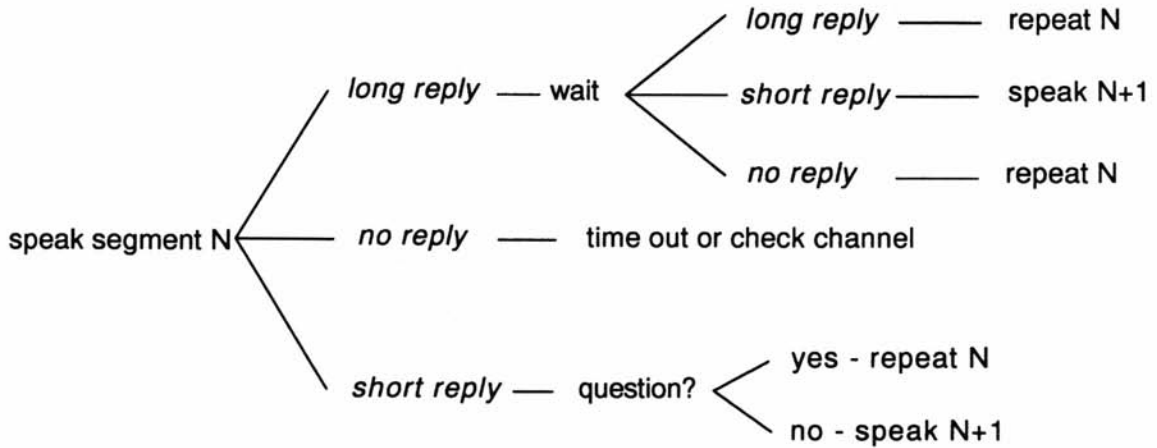 long reply repeat N
long reply wait short reply speak N+1
no reply repeat N
speak segment N no reply time out or check channel
yes - repeat N
short reply question?
no - speak N+1